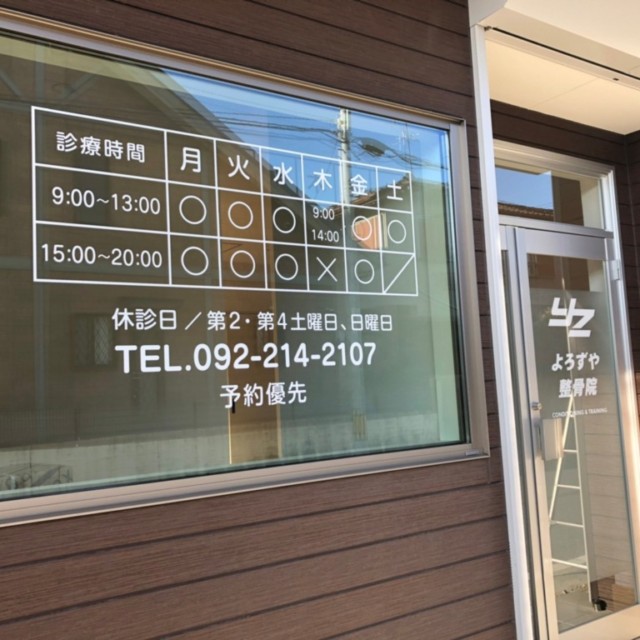 診療時間 月 火 水 木 金 土
9:00～13:00 ○ ○ ○ 9:00 14:00 ○ ○
15:00～20:00 ○ ○ ○ × ○ ／
休診日／第2・第4土曜日、日曜日
TEL.092-214-2107
予約優先
よろずや
整骨院
CONDITIONING & TRAINING